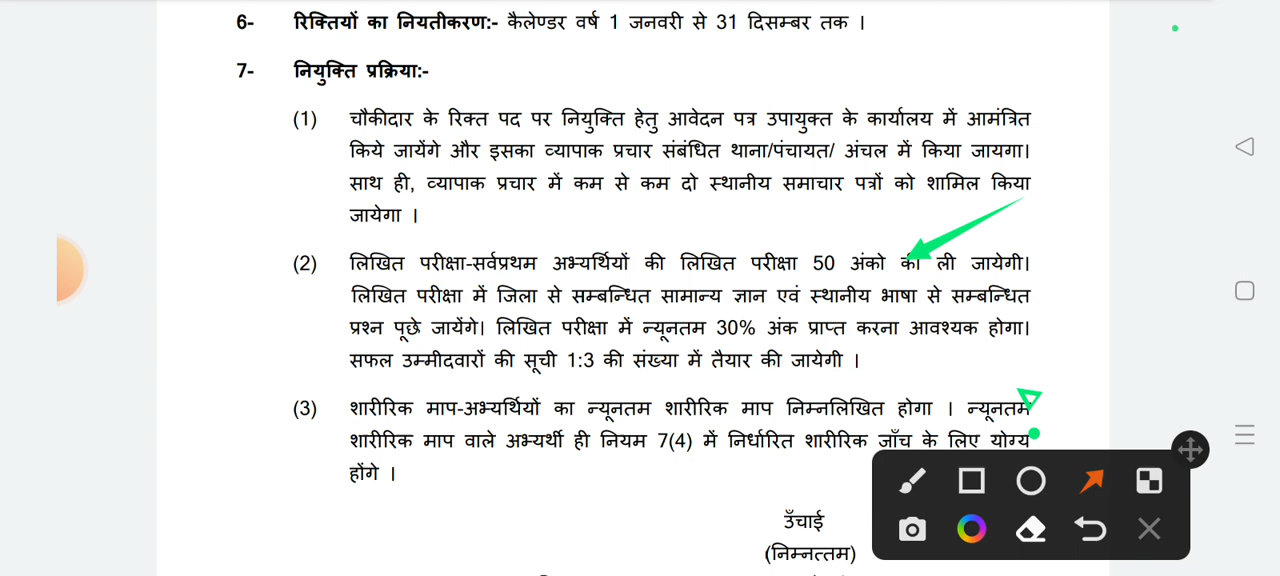 6- रिक्तियों का नियतीकरण:- कैलेण्डर वर्ष 1 जनवरी से 31 दिसम्बर तक ।
7- नियुक्ति प्रक्रिया:-
(1) चौकीदार के रिक्त पद पर नियुक्ति हेतु आवेदन पत्र उपायुक्त के कार्यालय में आमंत्रित
किये जायेंगे और इसका व्यापाक प्रचार संबंधित थाना/पंचायत/ अंचल में किया जायगा।
साथ ही, व्यापाक प्रचार में कम से कम दो स्थानीय समाचार पत्रों को शामिल किया
जायेगा ।
(2) लिखित परीक्षा-सर्वप्रथम अभ्यर्थियों की लिखित परीक्षा 50 अंको की ली जायेगी।
लिखित परीक्षा में जिला से सम्बन्धित सामान्य ज्ञान एवं स्थानीय भाषा से सम्बन्धित
प्रश्न पूछे जायेंगे। लिखित परीक्षा में न्यूनतम 30% अंक प्राप्त करना आवश्यक होगा।
सफल उम्मीदवारों की सूची 1:3 की संख्या में तैयार की जायेगी ।
(3) शारीरिक माप-अभ्यर्थियों का न्यूनतम शारीरिक माप निम्नलिखित होगा । न्यूनतम
शारीरिक माप वाले अभ्यर्थी ही नियम 7(4) में निर्धारित शारीरिक जाँच के लिए योग्य
होंगे ।
उँचाई
(निम्नत्तम)